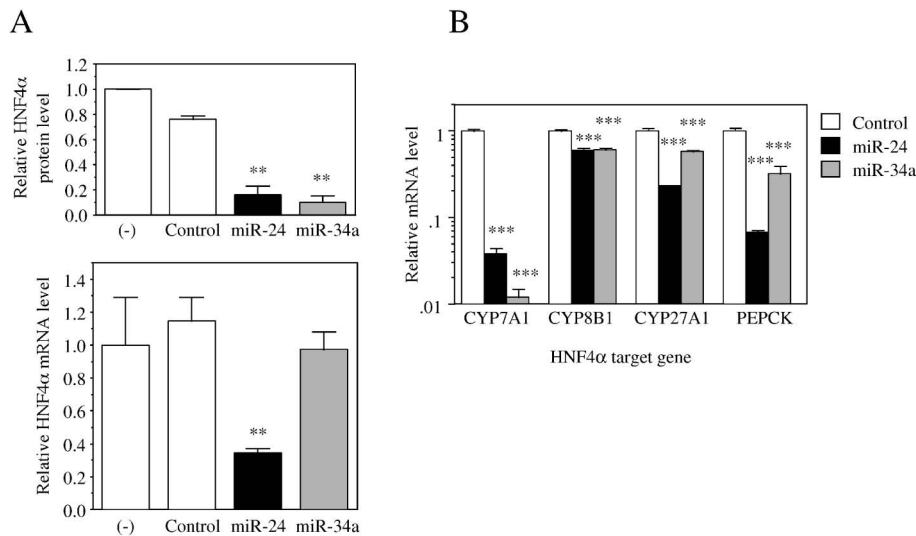 A
B
Relative HNF4α
protein level
1.2
1.0
0.8
0.6
0.4
0.2
0.0
** **
(-) Control miR-24 miR-34a
Relative HNF4α mRNA level
1.6
1.4
1.2
1.0
0.8
0.6
0.4
0.2
0.0
**
(-) Control miR-24 miR-34a
Relative mRNA level
1
.1
.01
*** ***
*** ***
*** ***
*** ***
CYP7A1 CYP8B1 CYP27A1 PEPCK
HNF4α target gene
Control
miR-24
miR-34a